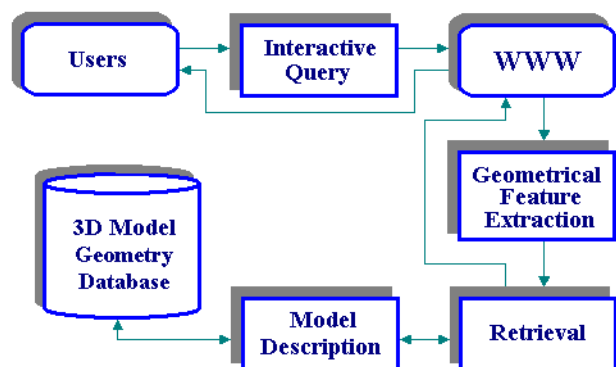 Users
Interactive
Query
WWW
Geometrical
Feature
Extraction
3D Model
Geometry
Database
Model
Description
Retrieval